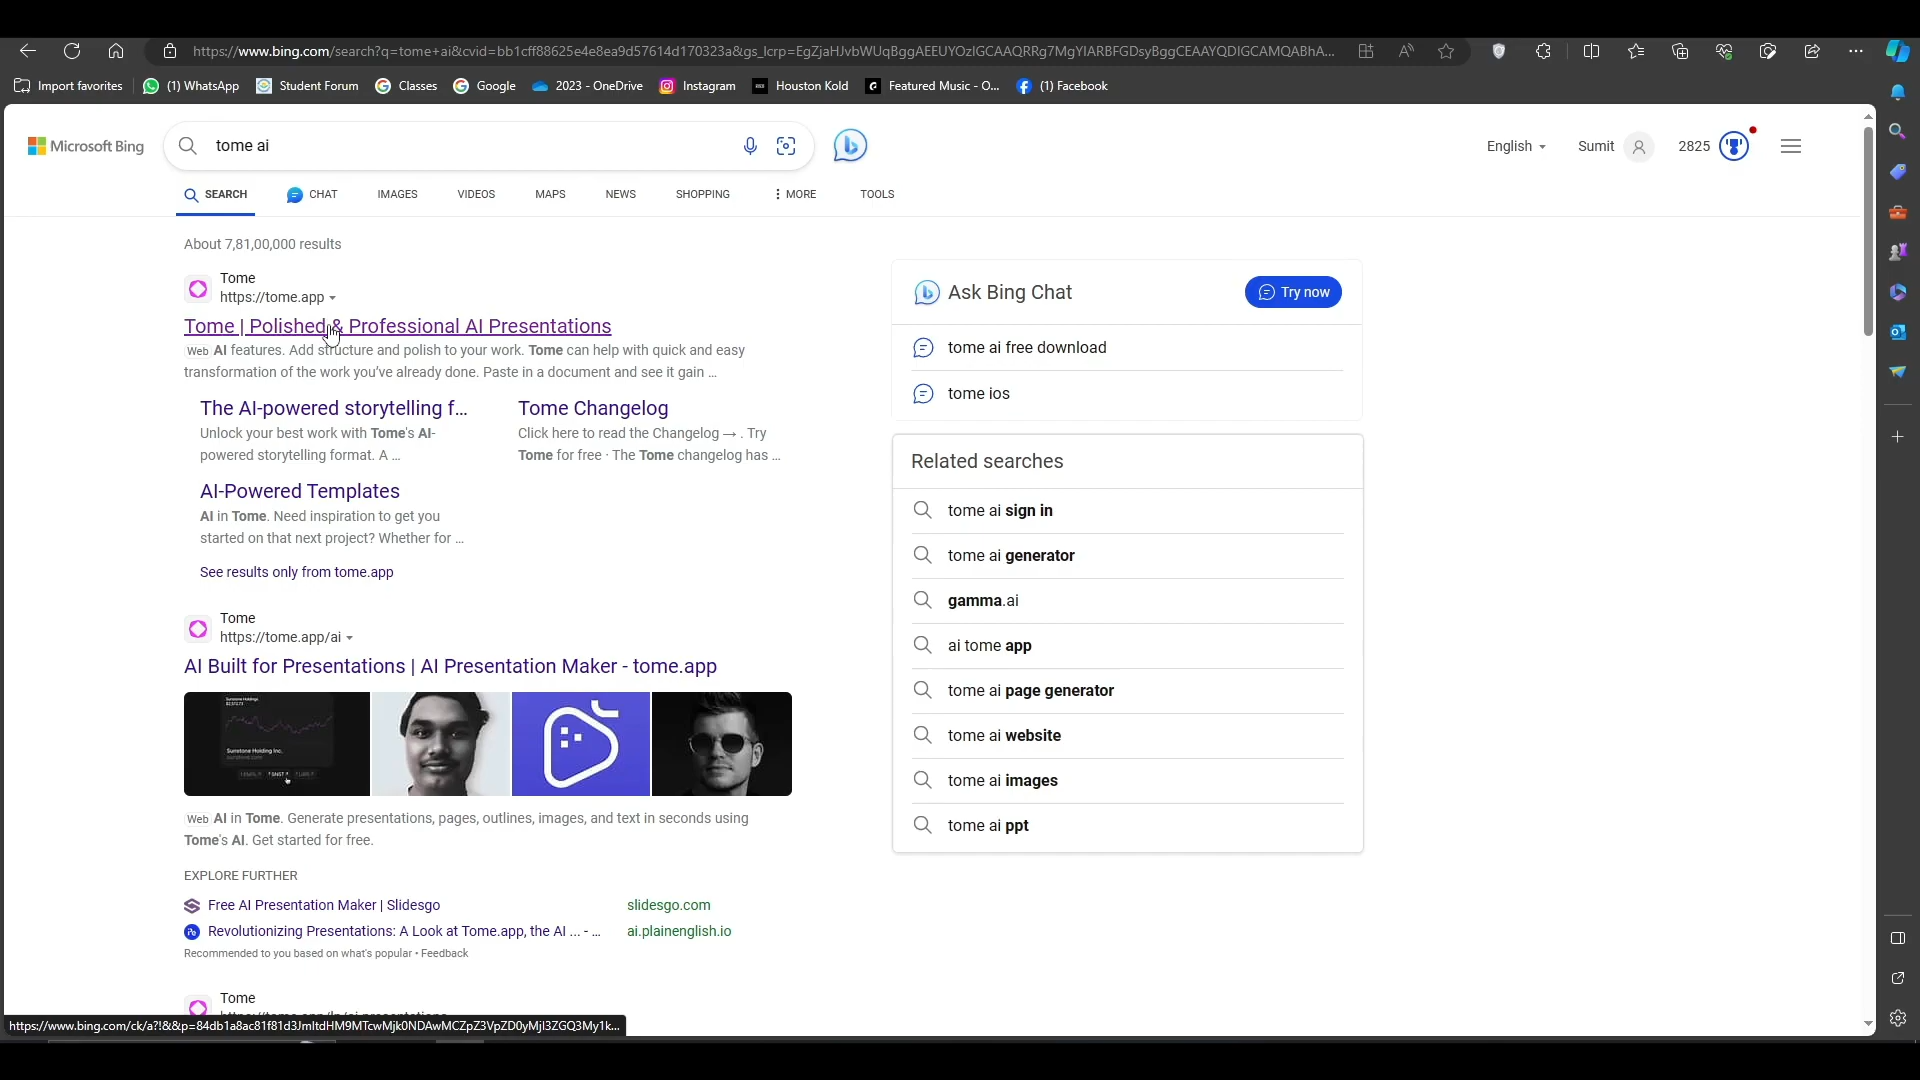 https://www.bing.com/search?q=tome+ai&cvid=bb1cff88625e4e8ea9d57614d170323a&gs_lcrp=EgZjaHJvbWUqBggAEEUYOzIGCAAQRRg7MgYIARBFGDsyBggCEAAYQDIGCAMQABhA...
Import favorites
(1) WhatsApp
Student Forum
Classes
Google
2023 - OneDrive
Instagram
Houston Kold
Featured Music - O...
(1) Facebook
Microsoft Bing
tome ai
English
Sumit
2825
SEARCH
CHAT
IMAGES
VIDEOS
MAPS
NEWS
SHOPPING
MORE
TOOLS
About 7,81,00,000 results
Tome
https://tome.app
Tome | Polished & Professional AI Presentations
Web AI features. Add structure and polish to your work. Tome can help with quick and easy
transformation of the work you've already done. Paste in a document and see it gain ...
The AI-powered storytelling f...
Unlock your best work with Tome's AI-
powered storytelling format. A ...
Tome Changelog
Click here to read the Changelog → . Try
Tome for free · The Tome changelog has ...
AI-Powered Templates
AI in Tome. Need inspiration to get you
started on that next project? Whether for ...
See results only from tome.app
Tome
https://tome.app/ai
AI Built for Presentations | AI Presentation Maker - tome.app
Suretone Holding Inc.
Web AI in Tome. Generate presentations, pages, outlines, images, and text in seconds using
Tome's AI. Get started for free.
EXPLORE FURTHER
Free AI Presentation Maker | Slidesgo
slidesgo.com
Revolutionizing Presentations: A Look at Tome.app, the AI ... - ...
ai.plainenglish.io
Recommended to you based on what's popular • Feedback
Tome
https://www.bing.com/ck/a?!&&p=84db1a8ac81f81d3JmltdHM9MTcwMjk0NDAwMCZpZ3VpZD0yMjI3ZGQ3My1k...
Ask Bing Chat
Try now
tome ai free download
tome ios
Related searches
tome ai sign in
tome ai generator
gamma.ai
ai tome app
tome ai page generator
tome ai website
tome ai images
tome ai ppt